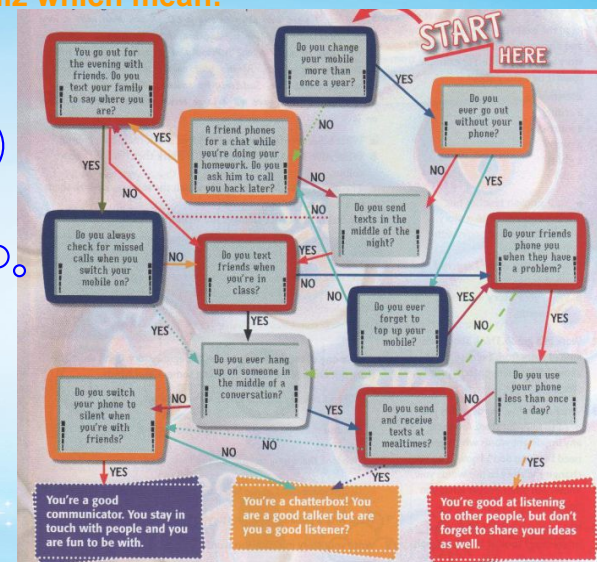 iz which mean:
START
HERE
You go out for
the evening with
friends. Do you
text your family
to say where you
are?
Do you change
your mobile
more than
once a year?
YES
Do you
ever go out
without your
phone?
NO
A friend phones
for a chat while
you're doing your
homework. Do you
ask him to call
you back later?
YES
YES
NO
NO
NO
YES
Do you send
texts in the
middle of the
night?
NO
Do you always
check for missed
calls when you
switch your
mobile on?
NO
Do you text
friends when
you're in
class?
YES
NO
Do your friends
phone you
when they have
a problem?
Do you ever
forget to
top up your
mobile?
NO
YES
YES
YES
NO
YES
Do you ever hang
up on someone in
the middle of a
conversation?
Do you use
your phone
less than once
a day?
Do you switch
your phone to
silent when
you're with
friends?
NO
YES
Do you send
and receive
texts at
mealtimes?
NO
NO
NO
YES
YES
YES
You're a good
communicator. You stay in
touch with people and you
are fun to be with.
You're a chatterbox! You
are a good talker but are
you a good listener?
You're good at listening
to other people, but don't
forget to share your ideas
as well.